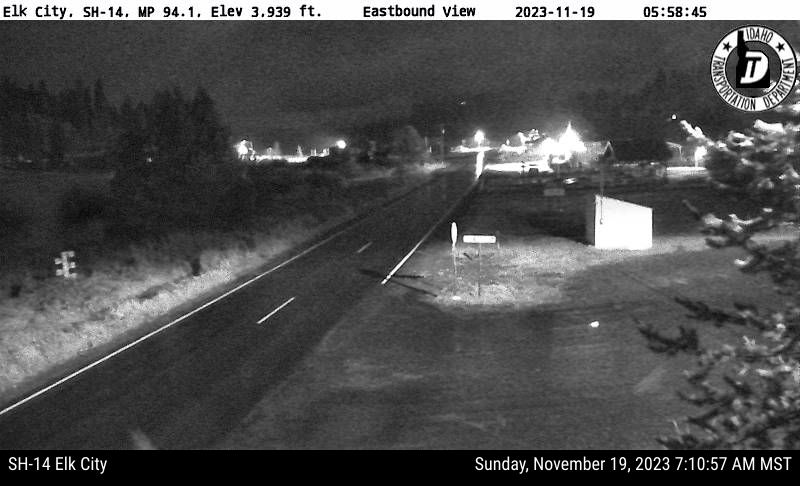 Elk City, SH-14, MP 94.1, Elev 3,939 ft. Eastbound View 2023-11-19 05:58:45
IDAHO
TRANSPORTATION DEPARTMENT
SH-14 Elk City Sunday, November 19, 2023 7:10:57 AM MST